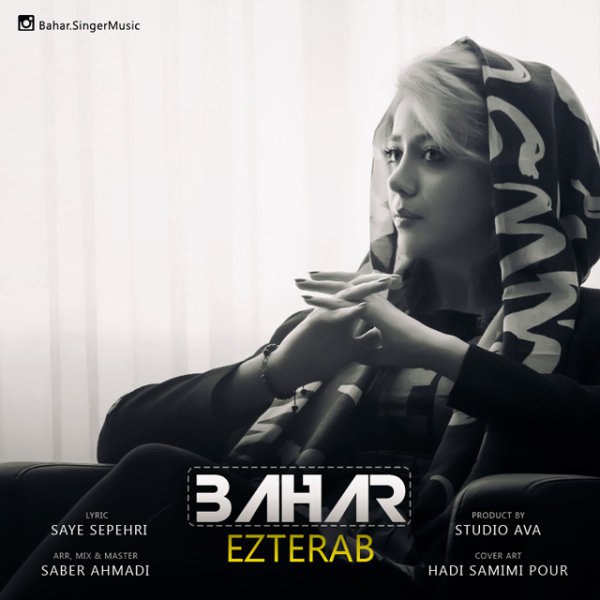 Bahar.SingerMusic
BAHAR
EZTERAB
LYRIC
SAYE SEPEHRI
ARR, MIX & MASTER
SABER AHMADI
PRODUCT BY
STUDIO AVA
COVER ART
HADI SAMIMI POUR